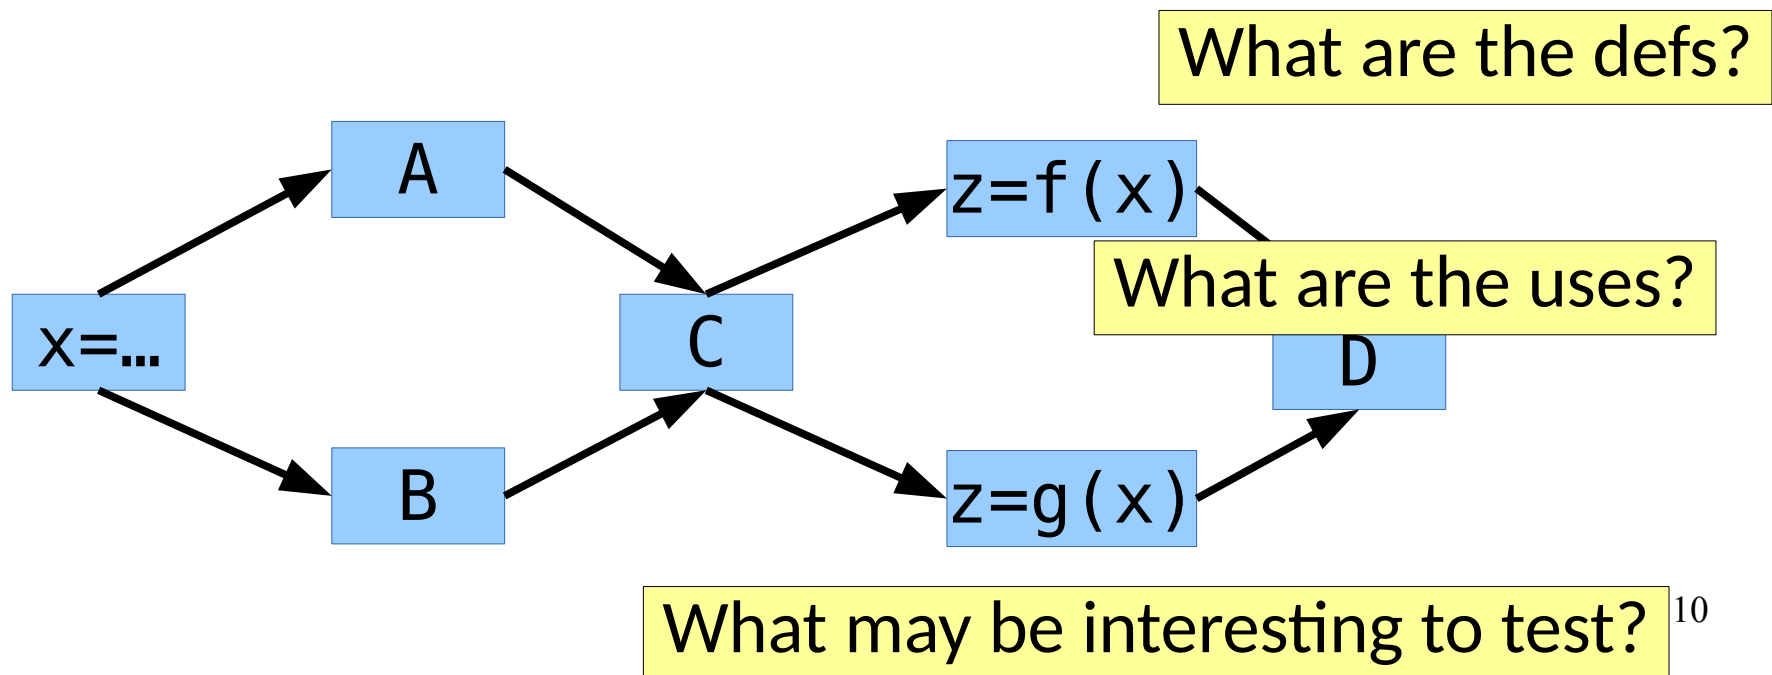 What are the defs?
A
z=f(x)
What are the uses?
x=…
C
D
B
z=g(x)
What may be interesting to test?
10